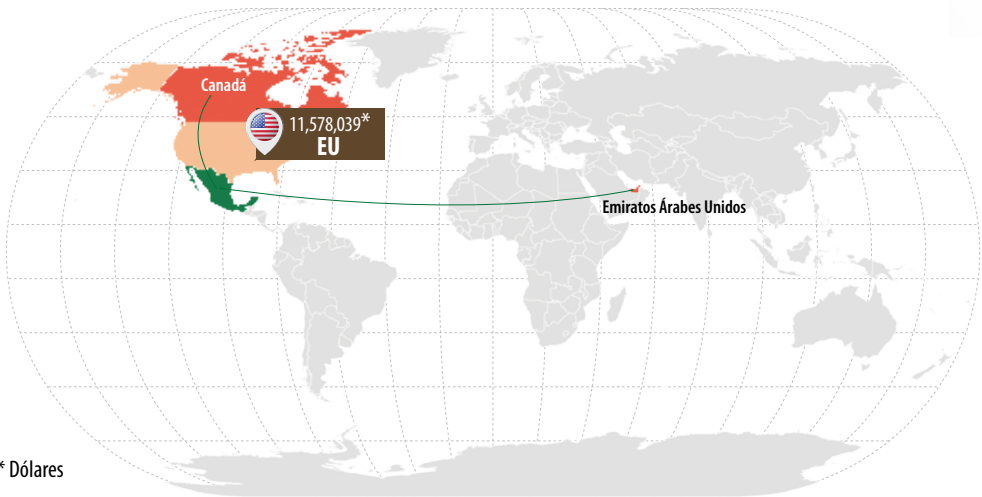 Canadá
11,578,039*
EU
Emiratos Árabes Unidos
* Dólares